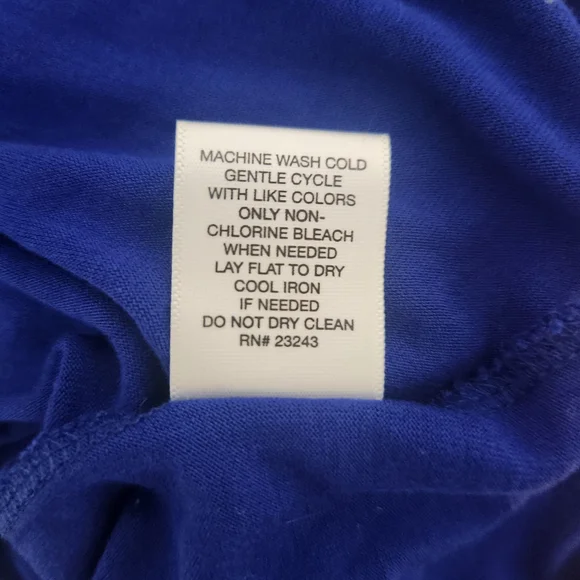 MACHINE WASH COLD
GENTLE CYCLE
WITH LIKE COLORS
ONLY NON-
CHLORINE BLEACH
WHEN NEEDED
LAY FLAT TO DRY
COOL IRON
IF NEEDED
DO NOT DRY CLEAN
RN# 23243